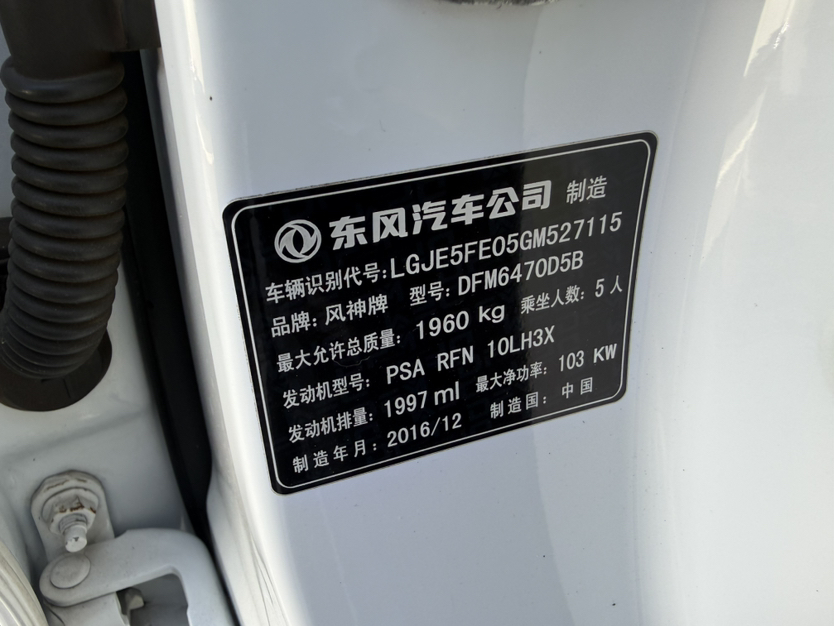 东风汽车公司 制造
车辆识别代号:LGJE5FE05GM527115
品牌: 风神牌 型号: DFM6470D5B
最大允许总质量: 1960 kg 乘坐人数: 5 人
发动机型号: PSA RFN 10LH3X
发动机排量: 1997 ml 最大净功率: 103 KW
制造年月: 2016/12 制造国: 中国